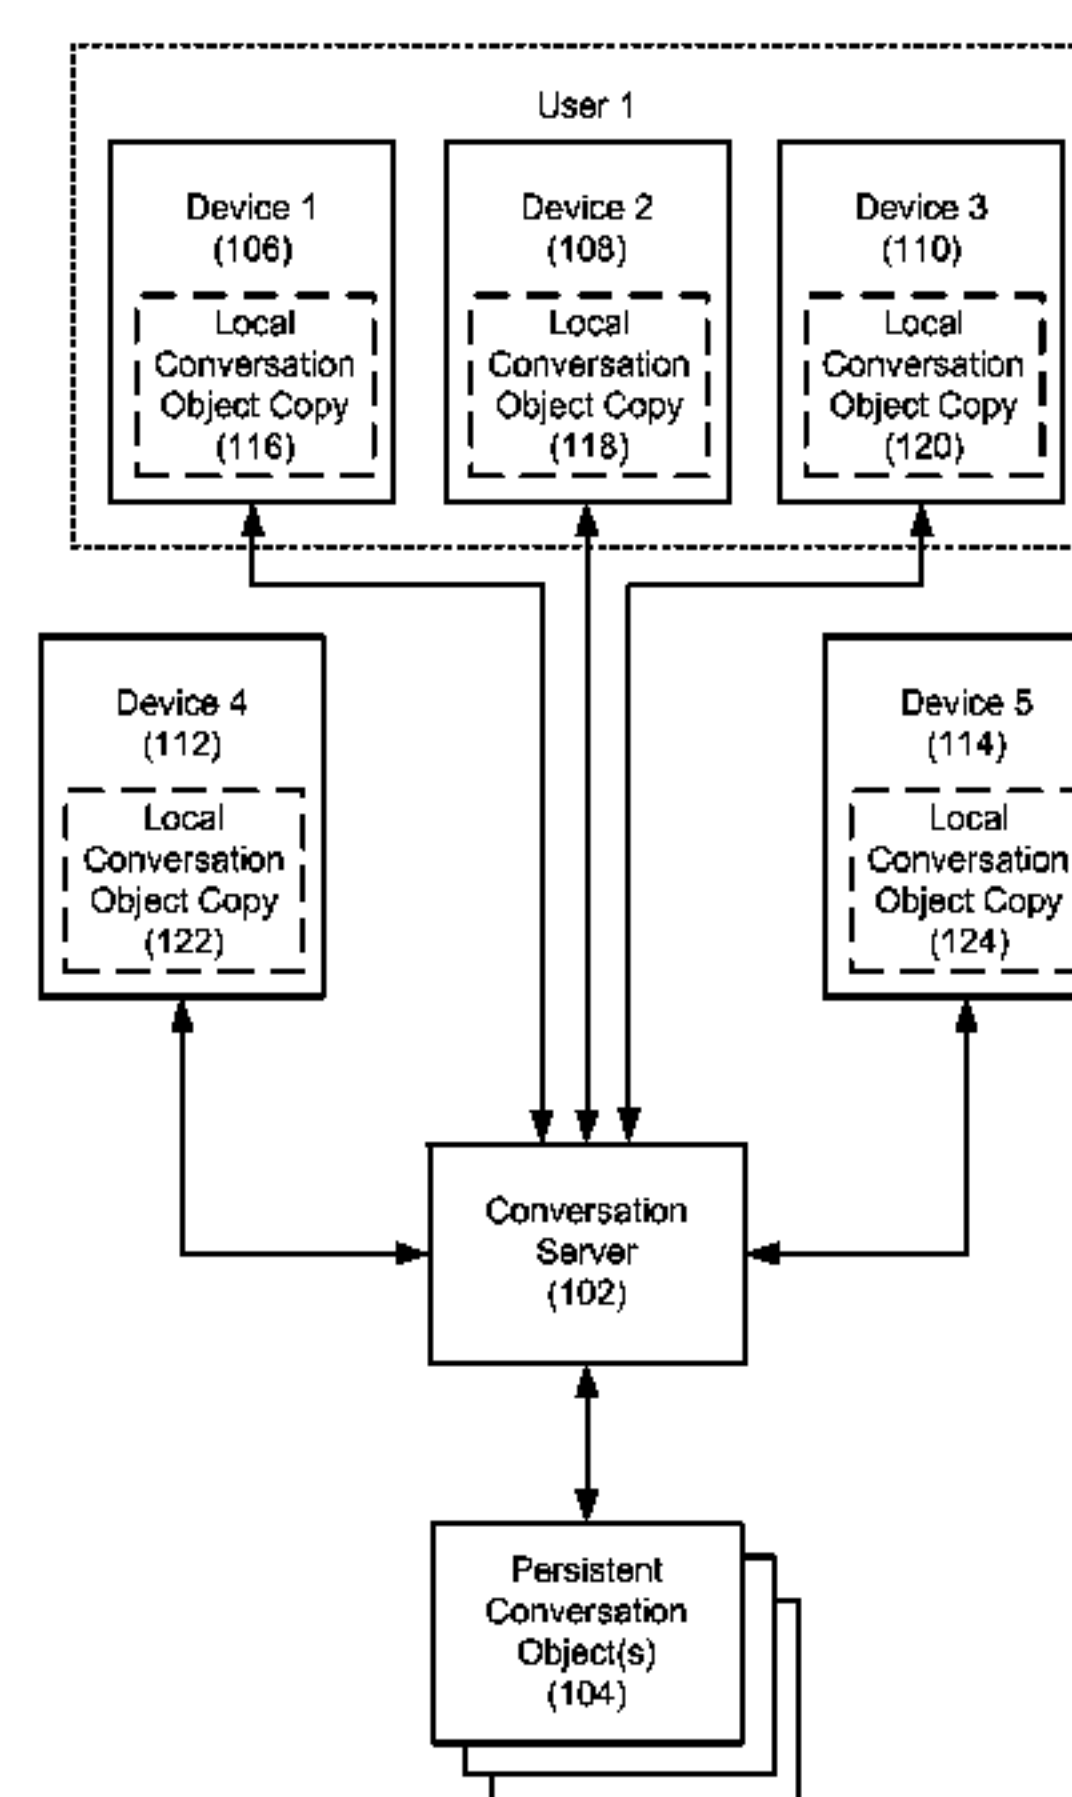 User 1
Device 1
(106)
Local
Conversation
Object Copy
(116)
Device 2
(108)
Local
Conversation
Object Copy
(118)
Device 3
(110)
Local
Conversation
Object Copy
(120)
Device 4
(112)
Local
Conversation
Object Copy
(122)
Device 5
(114)
Local
Conversation
Object Copy
(124)
Conversation
Server
(102)
Persistent
Conversation
Object(s)
(104)